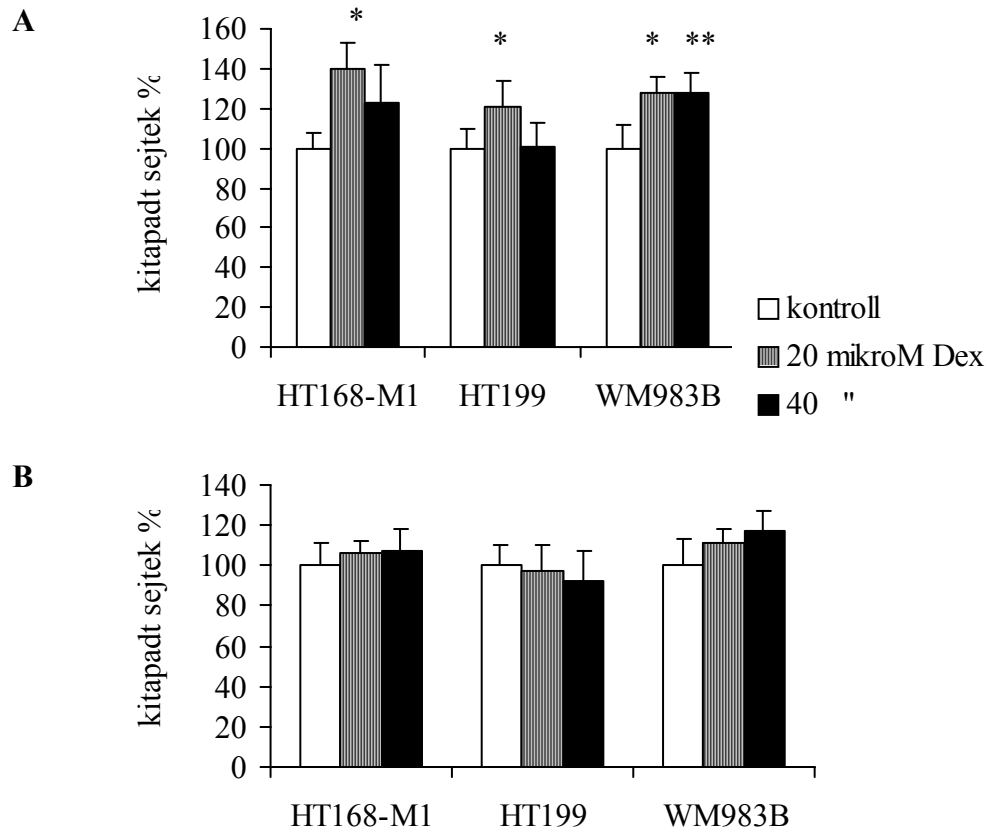 A
* * * **
kitapadt sejtek %
160
140
120
100
80
60
40
20
0
HT168-M1 HT199 WM983B
kontroll
20 mikroM Dex
40 "
B
kitapadt sejtek %
140
120
100
80
60
40
20
0
HT168-M1 HT199 WM983B